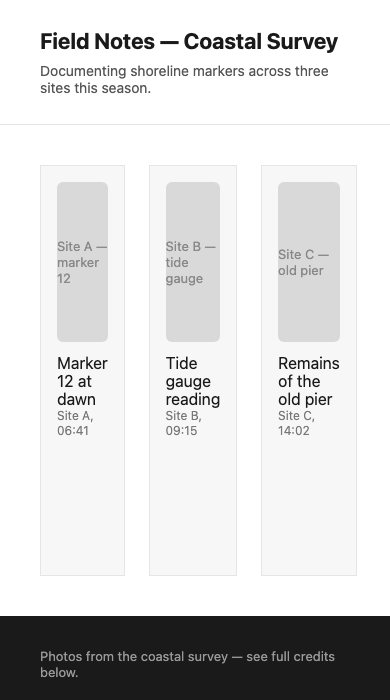 Field Notes — Coastal Survey
Documenting shoreline markers across three
sites this season.
Site A —
marker
12
Marker
12 at
dawn
Site A,
06:41
Site B —
tide
gauge
Tide
gauge
reading
Site B,
09:15
Site C —
old pier
Remains
of the
old pier
Site C,
14:02
Photos from the coastal survey — see full credits
below.